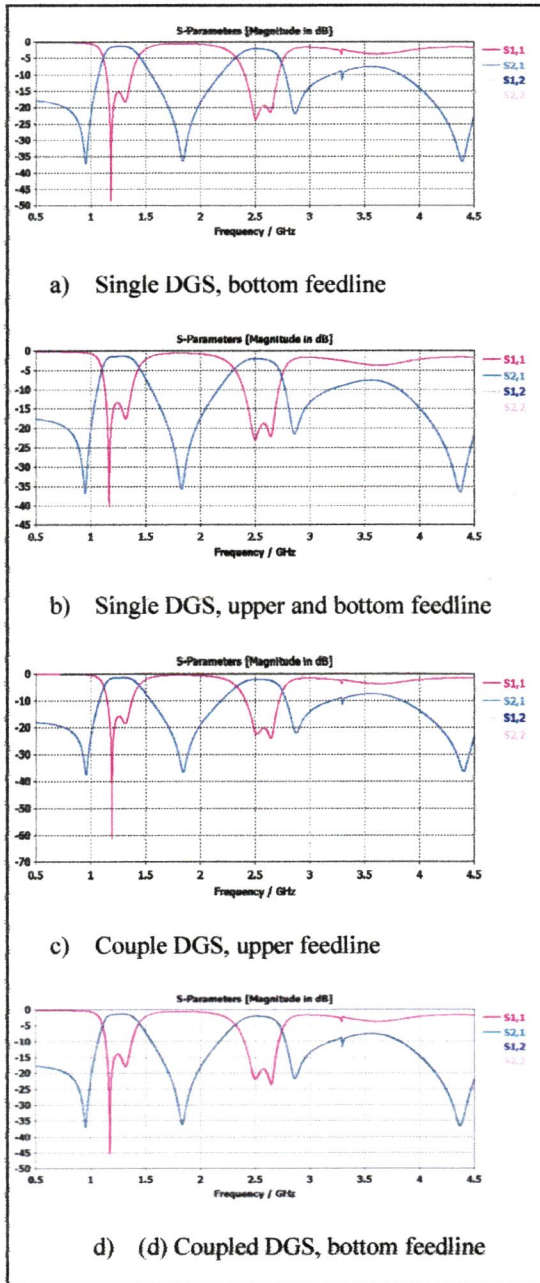 S-Parameters [Magnitude in dB]
0
-5
-10
-15
-20
-25
-30
-35
-40
-45
-50
0.5 1 1.5 2 2.5 3 3.5 4 4.5
Frequency / GHz
S1,1
S2,1
S1,2
S2,2
a) Single DGS, bottom feedline
S-Parameters [Magnitude in dB]
0
-5
-10
-15
-20
-25
-30
-35
-40
-45
0.5 1 1.5 2 2.5 3 3.5 4 4.5
Frequency / GHz
S1,1
S2,1
S1,2
S2,2
b) Single DGS, upper and bottom feedline
S-Parameters [Magnitude in dB]
0
-10
-20
-30
-40
-50
-60
-70
0.5 1 1.5 2 2.5 3 3.5 4 4.5
Frequency / GHz
S1,1
S2,1
S1,2
S2,2
c) Couple DGS, upper feedline
S-Parameters [Magnitude in dB]
0
-5
-10
-15
-20
-25
-30
-35
-40
-45
-50
0.5 1 1.5 2 2.5 3 3.5 4 4.5
Frequency / GHz
S1,1
S2,1
S1,2
S2,2
d) (d) Coupled DGS, bottom feedline